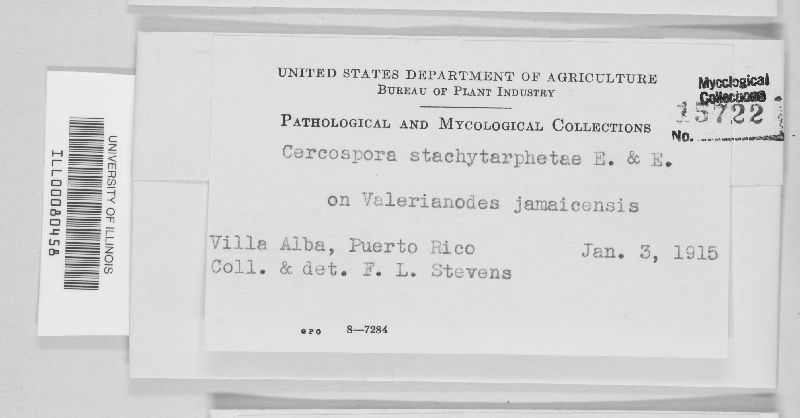 UNITED STATES DEPARTMENT OF AGRICULTURE
BUREAU OF PLANT INDUSTRY
PATHOLOGICAL AND MYCOLOGICAL COLLECTIONS
Mycological
Collections
15722
No.
Cercospora stachytarphetae E. & E.
on Valerianodes jamaicensis
Villa Alba, Puerto Rico Jan. 3, 1915
Coll. & det. F. L. Stevens
GPO 8—7284
UNIVERSITY OF ILLINOIS
ILL00080458